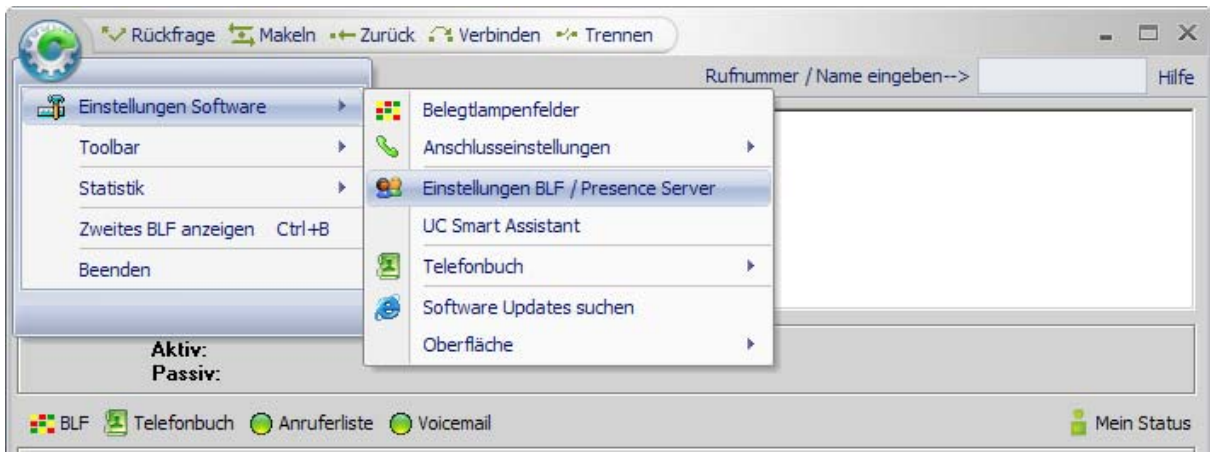 Rückfrage Makeln Zurück Verbinden Trennen
Rufnummer / Name eingeben--> Hilfe
Einstellungen Software
Toolbar
Statistik
Zweites BLF anzeigen Ctrl+B
Beenden
Belegtlampenfelder
Anschlusseinstellungen
Einstellungen BLF / Presence Server
UC Smart Assistant
Telefonbuch
Software Updates suchen
Oberfläche
Aktiv:
Passiv:
BLF Telefonbuch Anruferliste Voicemail Mein Status